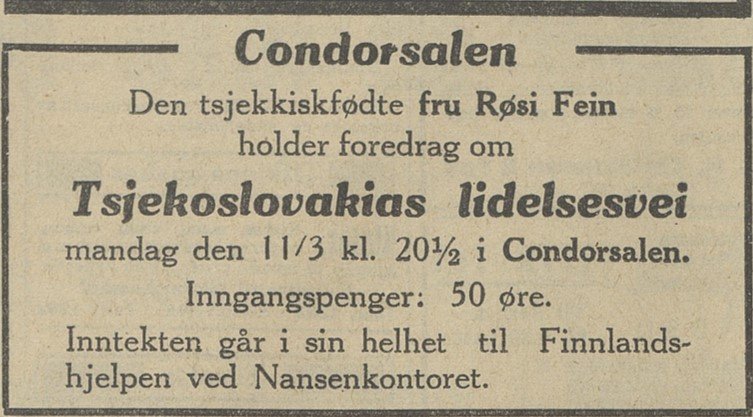 Condorsalen
Den tsjekkiskfødte fru Røsi Fein
holder foredrag om
Tsjekoslovakias lidelsesvei
mandag den 11/3 kl. 20½ i Condorsalen.
Inngangspenger: 50 øre.
Inntekten går i sin helhet til Finnlands-
hjelpen ved Nansenkontoret.